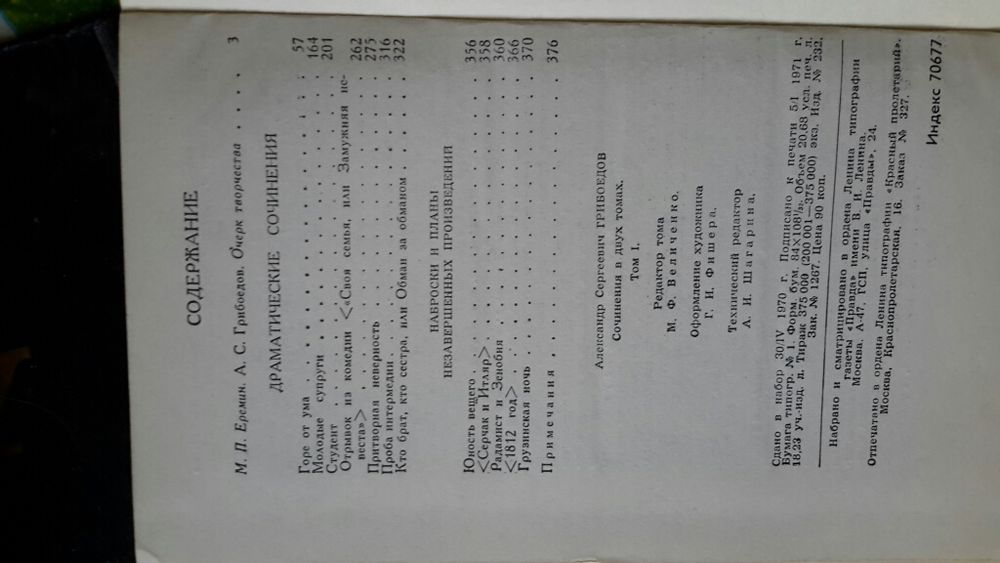 СОДЕРЖАНИЕ
М. П. Еремин. А. С. Грибоедов. Очерк творчества . . . . 3
ДРАМАТИЧЕСКИЕ СОЧИНЕНИЯ
Горе от ума . . . . . . . . . . . . . . . . . 57
Молодые супруги . . . . . . . . . . . . . . . 164
Студент . . . . . . . . . . . . . . . . . . . 201
Отрывок из комедии <«Своя семья, или Замужняя не-
веста»> . . . . . . . . . . . . . . . . . . 262
Притворная неверность . . . . . . . . . . . . 275
Проба интермедии . . . . . . . . . . . . . . . 316
Кто брат, кто сестра, или Обман за обманом . . . . . 322
НАБРОСКИ И ПЛАНЫ
НЕЗАВЕРШЕННЫХ ПРОИЗВЕДЕНИЙ
Юность вещего . . . . . . . . . . . . . . . . 356
<Серчак и Итляр> . . . . . . . . . . . . . . . 358
Радамист и Зенобия . . . . . . . . . . . . . . 360
<1812 год> . . . . . . . . . . . . . . . . . . 366
Грузинская ночь . . . . . . . . . . . . . . . 370
Примечания . . . . . . . . . . . . . . . . . 376
Александр Сергеевич ГРИБОЕДОВ
Сочинения в двух томах.
Том I.
Редактор тома
М. Ф. Величенко.
Оформление художника
Г. И. Фишера.
Технический редактор
А. И. Шагарина.
Сдано в набор 30/IV 1970 г. Подписано к печати 5/I 1971 г.
Бумага типогр. № 1. Форм. бум. 84×108¹/₃₂. Объем 20,68 усл. печ. л.
18,23 уч.-изд. л. Тираж 375 000 (200 001—375 000) экз. Изд. № 232.
Зак. № 1267. Цена 90 коп.
Набрано и сматрицировано в ордена Ленина типографии
газеты «Правда» имени В. И. Ленина.
Москва, А-47, ГСП, улица «Правды», 24.
Отпечатано в ордена Ленина типографии «Красный пролетарий».
Москва, Краснопролетарская, 16. Заказ № 327.
Индекс 70677